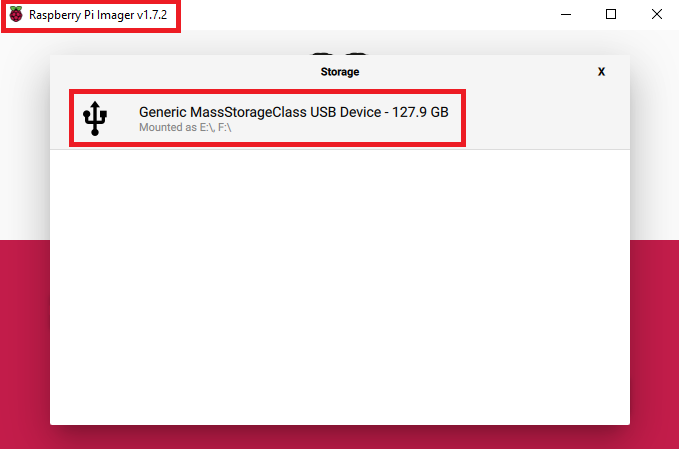 Raspberry Pi Imager v1.7.2
Storage
X
Generic MassStorageClass USB Device - 127.9 GB
Mounted as E:\, F:\